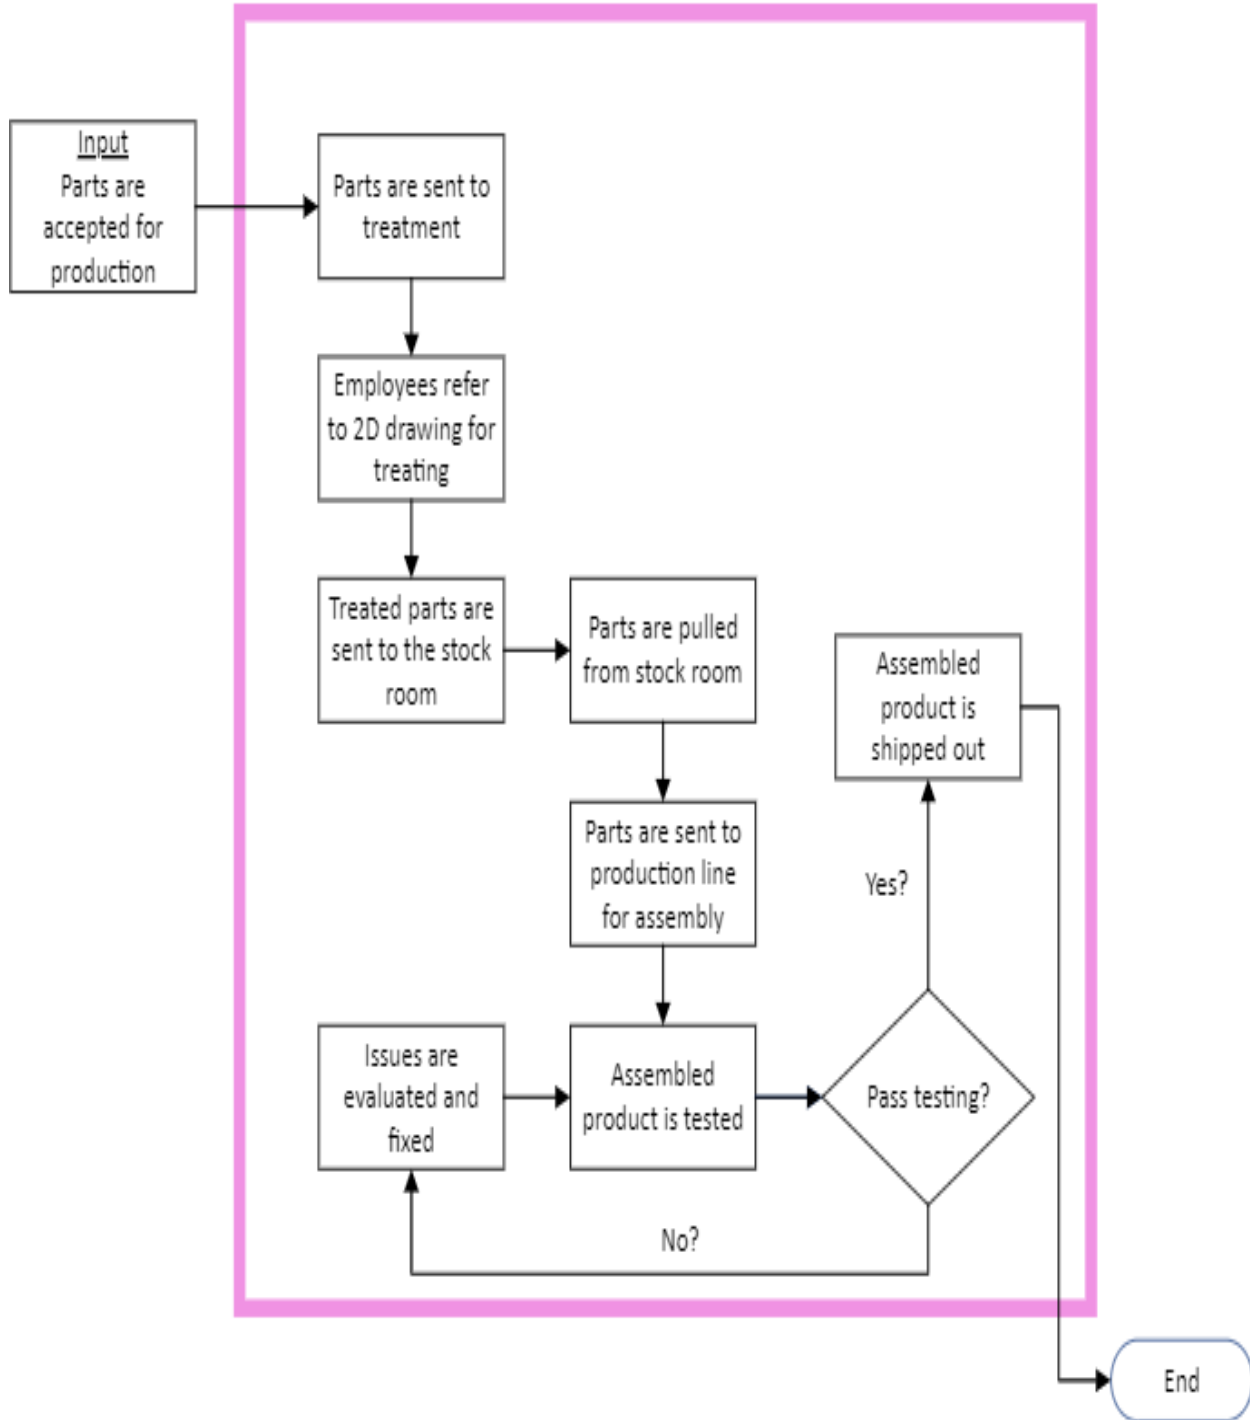 Input
Parts are
accepted for
production
Parts are sent to
treatment
Employees refer
to 2D drawing for
treating
Treated parts are
sent to the stock
room
Parts are pulled
from stock room
Parts are sent to
production line
for assembly
Assembled
product is tested
Pass testing?
Yes?
Assembled
product is
shipped out
No?
Issues are
evaluated and
fixed
End